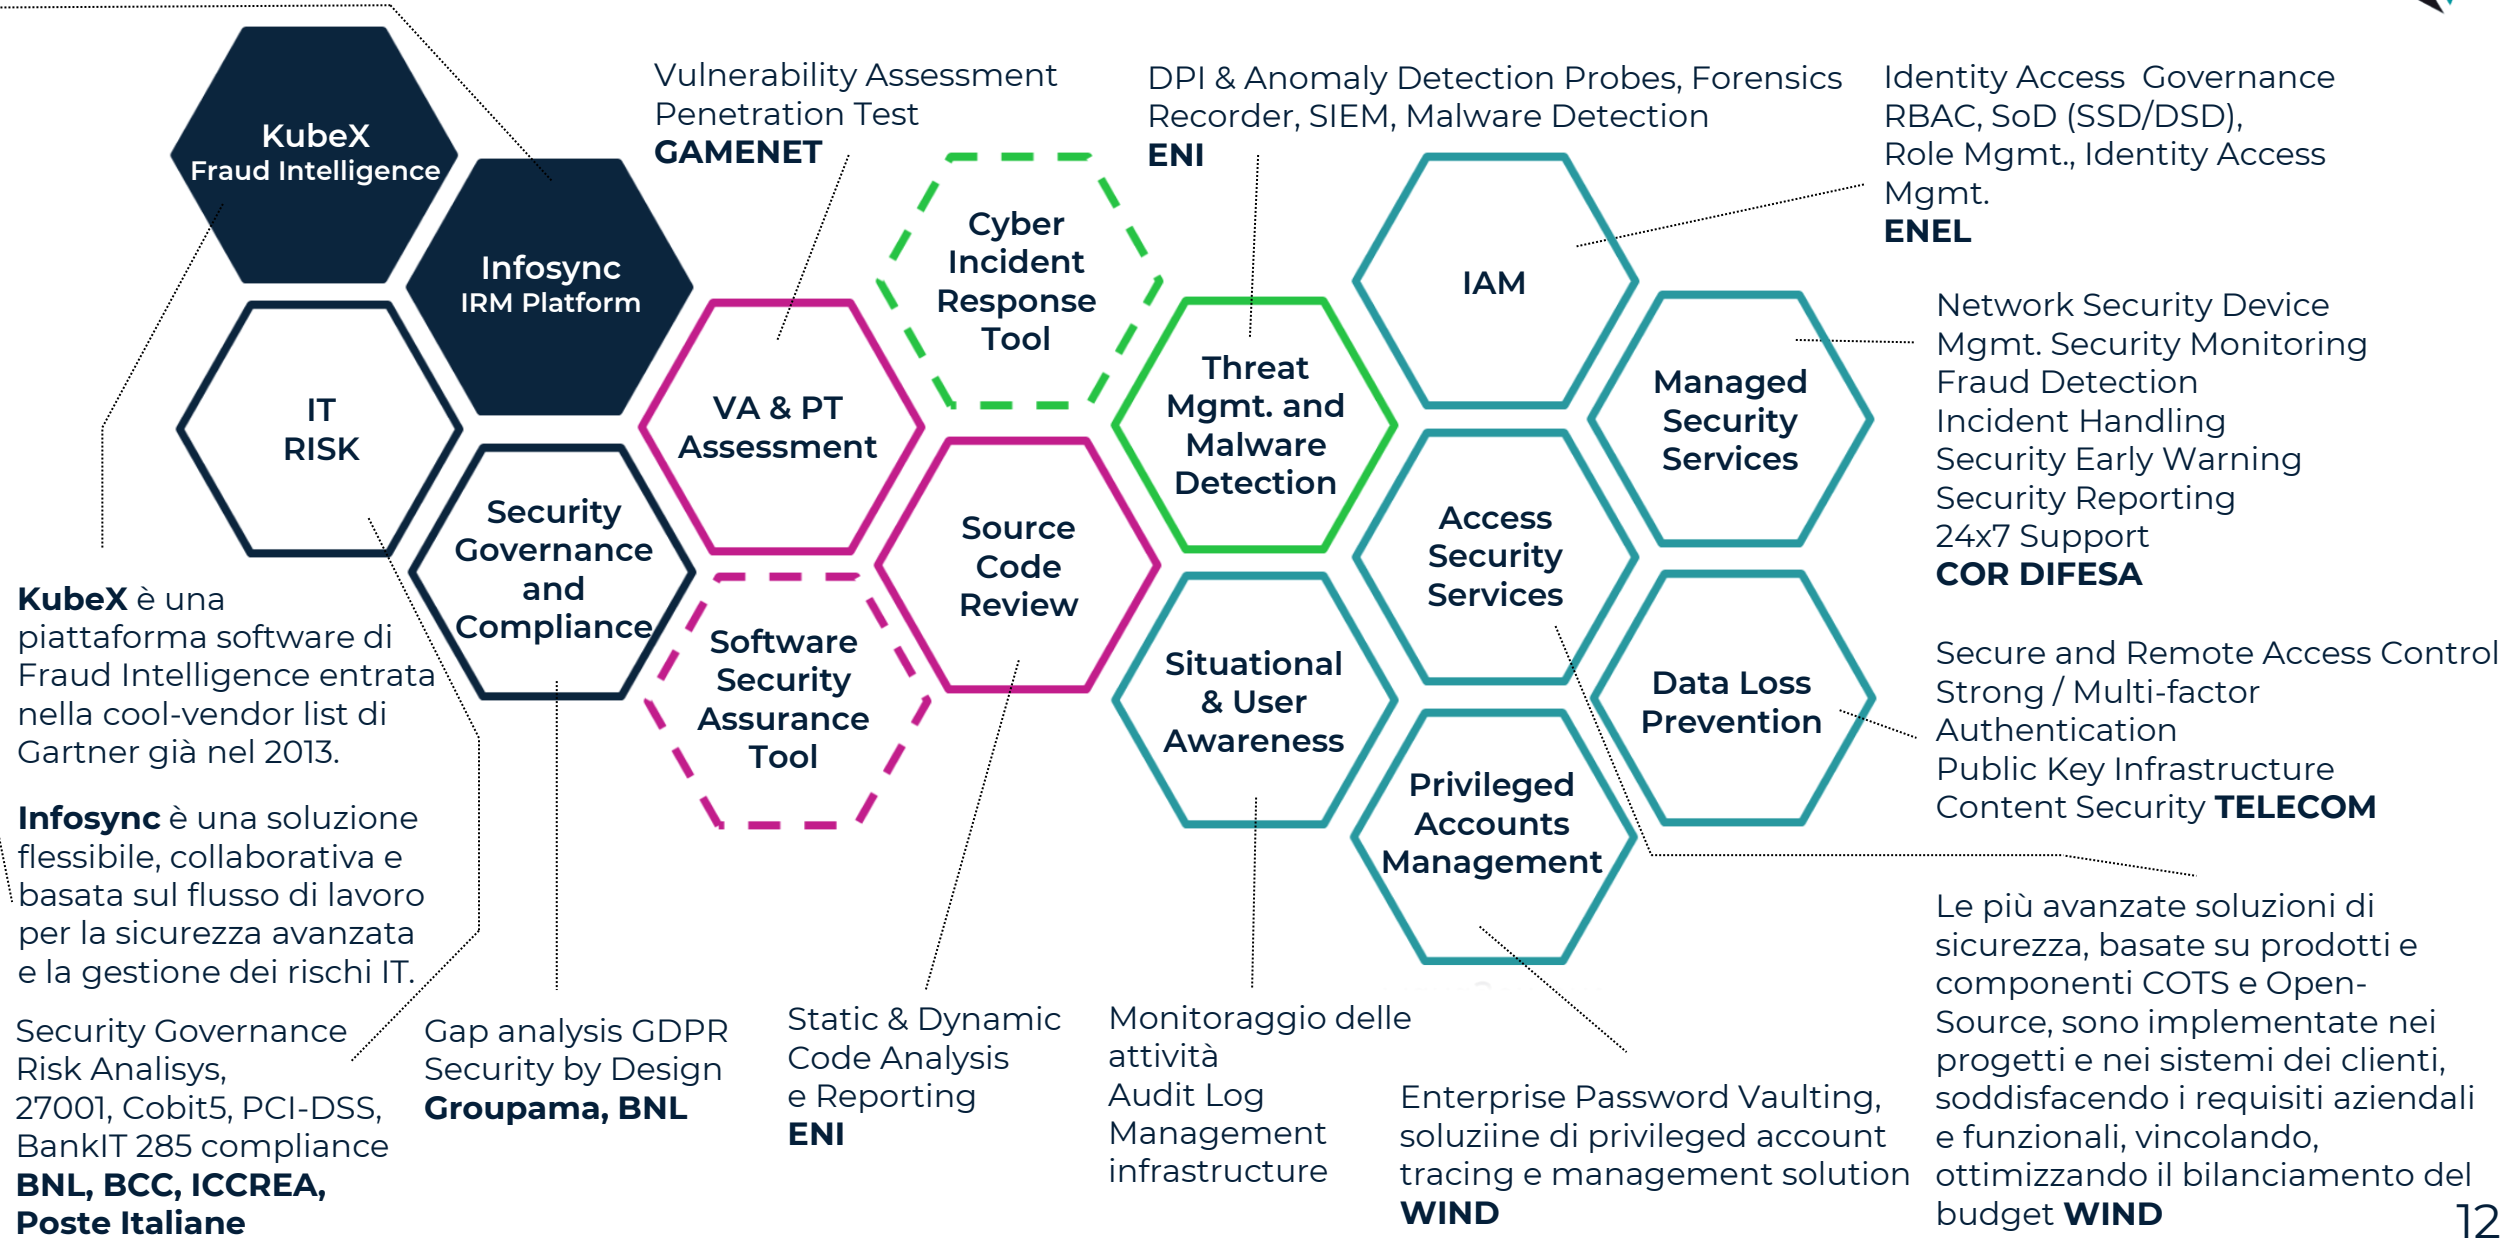 KubeX
Fraud Intelligence
Infosync
IRM Platform
IT
RISK
Security
Governance
and
Compliance
Vulnerability Assessment
Penetration Test
GAMENET
VA & PT
Assessment
Cyber
Incident
Response
Tool
Source
Code
Review
Software
Security
Assurance
Tool
DPI & Anomaly Detection Probes, Forensics
Recorder, SIEM, Malware Detection
ENI
Threat
Mgmt. and
Malware
Detection
Situational
& User
Awareness
IAM
Access
Security
Services
Privileged
Accounts
Management
Managed
Security
Services
Data Loss
Prevention
Identity Access  Governance
RBAC, SoD (SSD/DSD),
Role Mgmt., Identity Access
Mgmt.
ENEL
Network Security Device
Mgmt. Security Monitoring
Fraud Detection
Incident Handling
Security Early Warning
Security Reporting
24x7 Support
COR DIFESA
Secure and Remote Access Control
Strong / Multi-factor
Authentication
Public Key Infrastructure
Content Security TELECOM
KubeX è una
piattaforma software di
Fraud Intelligence entrata
nella cool-vendor list di
Gartner già nel 2013.
Infosync è una soluzione
flessibile, collaborativa e
basata sul flusso di lavoro
per la sicurezza avanzata
e la gestione dei rischi IT.
Security Governance
Risk Analisys,
27001, Cobit5, PCI-DSS,
BankIT 285 compliance
BNL, BCC, ICCREA,
Poste Italiane
Gap analysis GDPR
Security by Design
Groupama, BNL
Static & Dynamic
Code Analysis
e Reporting
ENI
Monitoraggio delle
attività
Audit Log
Management
infrastructure
Enterprise Password Vaulting,
soluziine di privileged account
tracing e management solution
WIND
Le più avanzate soluzioni di
sicurezza, basate su prodotti e
componenti COTS e Open-
Source, sono implementate nei
progetti e nei sistemi dei clienti,
soddisfacendo i requisiti aziendali
e funzionali, vincolando,
ottimizzando il bilanciamento del
budget WIND
12